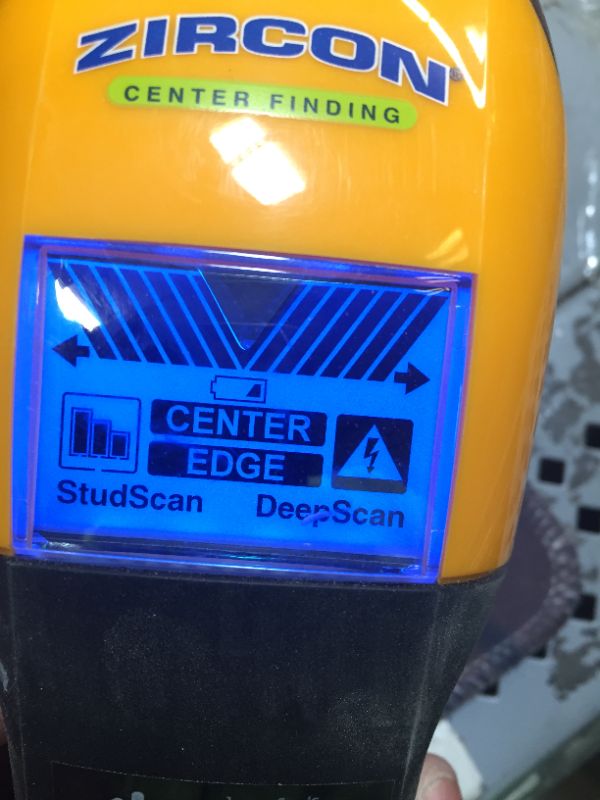 ZIRCON®
CENTER FINDING
CENTER
EDGE
StudScan DeepScan